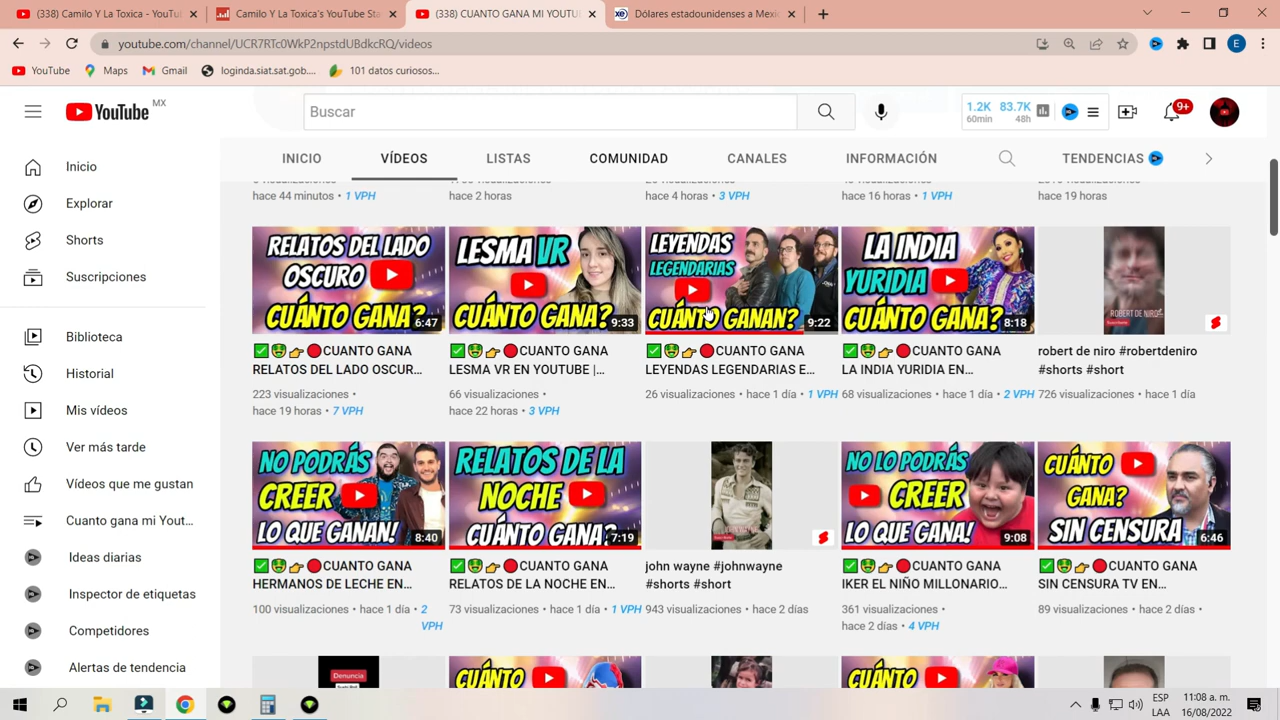 (338) Camilo Y La Toxica - YouTu
Camilo Y La Toxica's YouTube Sta
(338) CUANTO GANA MI YOUTU
Dólares estadounidenses a Mexi
youtube.com/channel/UCR7RTc0WkP2npstdUBdkcRQ/videos
E
YouTube
Maps
Gmail
loginda.siat.sat.gob....
101 datos curiosos...
YouTube MX
Buscar
1.2K 83.7K
60min 48h
9+
INICIO
VÍDEOS
LISTAS
COMUNIDAD
CANALES
INFORMACIÓN
TENDENCIAS
Inicio
Explorar
Shorts
Suscripciones
Biblioteca
Historial
Mis vídeos
Ver más tarde
Vídeos que me gustan
Cuanto gana mi Yout...
Ideas diarias
Inspector de etiquetas
Competidores
Alertas de tendencia
hace 44 minutos • 1 VPH
hace 2 horas
hace 4 horas • 3 VPH
hace 16 horas • 1 VPH
hace 19 horas
RELATOS DEL LADO
OSCURO
CUÁNTO GANA?
6:47
LESMA VR
CUÁNTO GANA?
9:33
LEYENDAS
LEGENDARIAS
CUÁNTO GANAN?
9:22
LA INDIA
YURIDIA
CUÁNTO GANA?
8:18
ROBERT DE NIRO
✅🤑👉🔴CUANTO GANA
RELATOS DEL LADO OSCUR...
223 visualizaciones •
hace 19 horas • 7 VPH
✅🤑👉🔴CUANTO GANA
LESMA VR EN YOUTUBE |...
66 visualizaciones •
hace 22 horas • 3 VPH
✅🤑👉🔴CUANTO GANA
LEYENDAS LEGENDARIAS E...
26 visualizaciones • hace 1 día • 1 VPH
✅🤑👉🔴CUANTO GANA
LA INDIA YURIDIA EN...
68 visualizaciones • hace 1 día • 2 VPH
robert de niro #robertdeniro
#shorts #short
726 visualizaciones • hace 1 día
NO PODRÁS
CREER
LO QUE GANAN!
8:40
RELATOS DE LA
NOCHE
CUÁNTO GANA?
7:19
NO LO PODRÁS
CREER
LO QUE GANA!
9:08
CUÁNTO
GANA?
SIN CENSURA
6:46
✅🤑👉🔴CUANTO GANA
HERMANOS DE LECHE EN...
100 visualizaciones • hace 1 día • 2
VPH
✅🤑👉🔴CUANTO GANA
RELATOS DE LA NOCHE EN...
73 visualizaciones • hace 1 día • 1 VPH
john wayne #johnwayne
#shorts #short
943 visualizaciones • hace 2 días
✅🤑👉🔴CUANTO GANA
IKER EL NIÑO MILLONARIO...
361 visualizaciones •
hace 2 días • 4 VPH
✅🤑👉🔴CUANTO GANA
SIN CENSURA TV EN...
89 visualizaciones • hace 2 días •
Denuncia
CUÁNTO
CUÁNTO
ESP
LAA
11:08 a. m.
16/08/2022